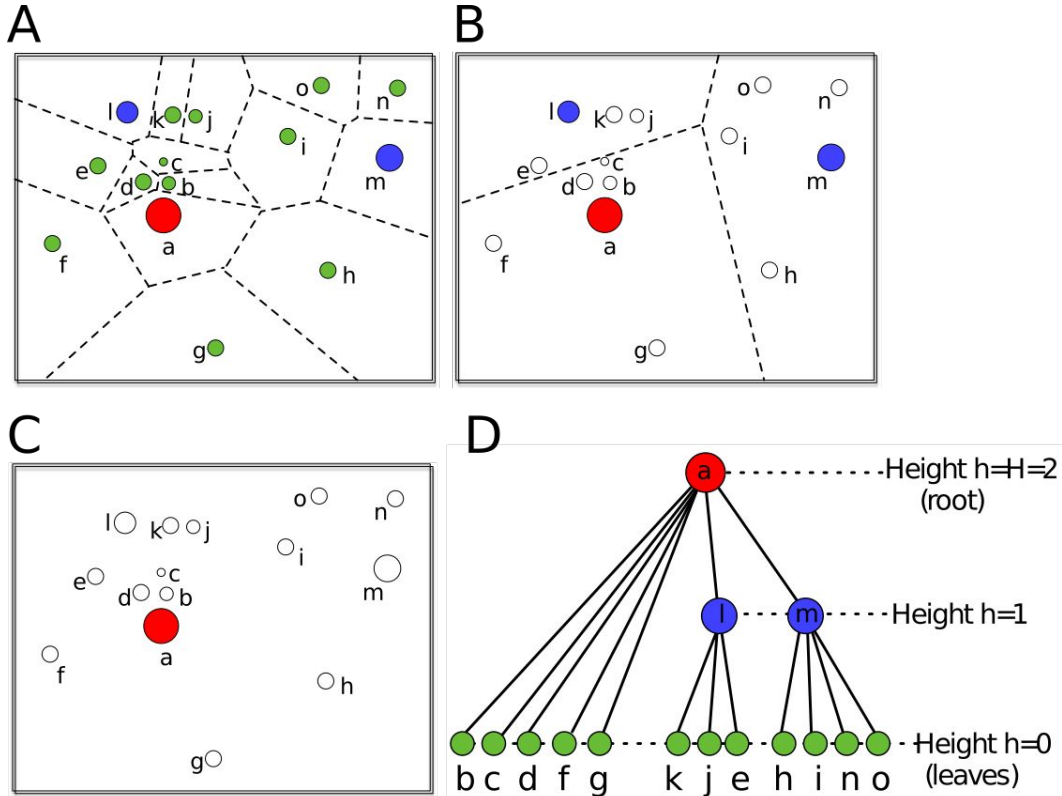 A
o
n
l
k
j
i
c
e
m
d
b
a
f
h
g
B
o
n
l
k
j
i
c
e
m
d
b
a
f
h
g
C
o
n
l
k
j
i
c
e
m
d
b
a
f
h
g
D
a
Height h=H=2
(root)
l
m
Height h=1
Height h=0
(leaves)
b c d f g k j e h i n o